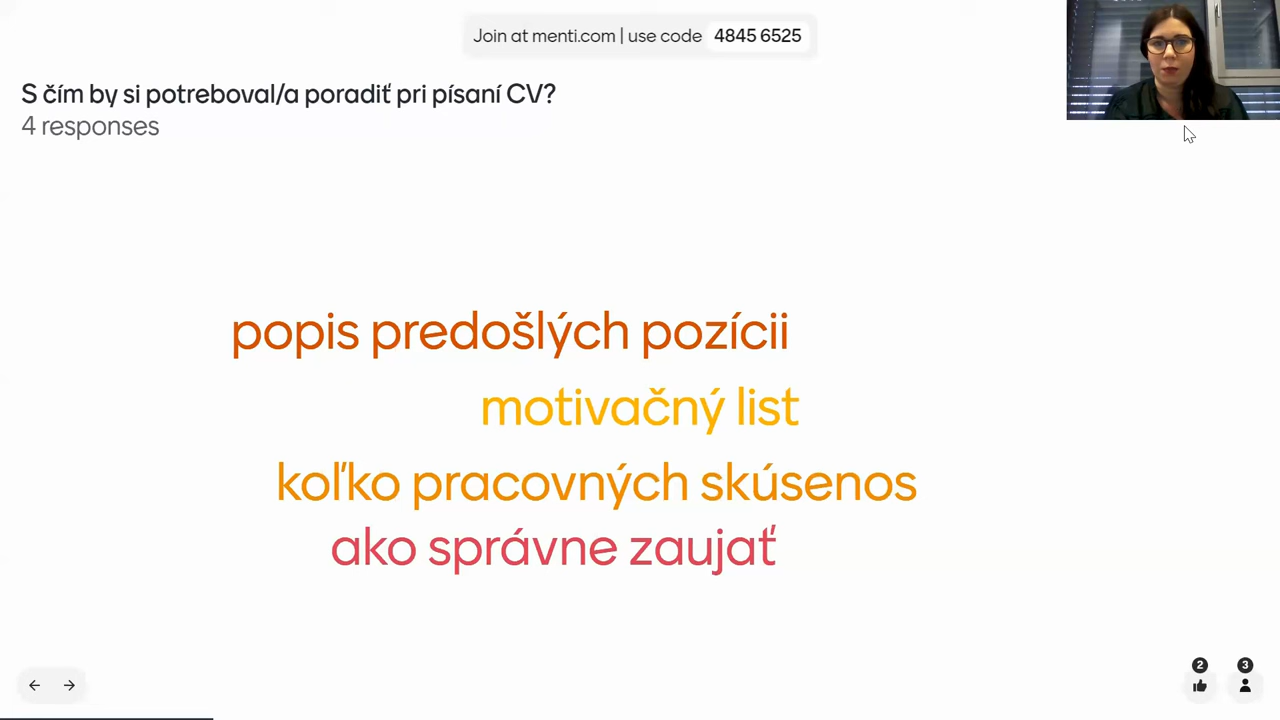 Join at menti.com | use code 4845 6525
S čím by si potreboval/a poradiť pri písaní CV?
4 responses
popis predošlých pozícii
motivačný list
koľko pracovných skúsenos
ako správne zaujať
2 3